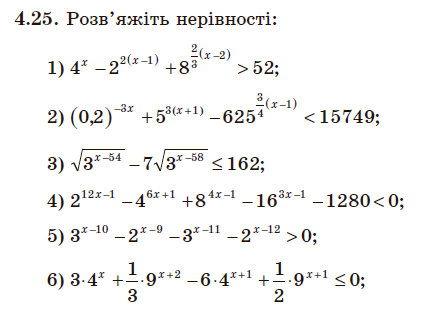 4.25. Розв'яжіть нерівності:
1) 4^x – 2^{2(x–1)} + 8^{\frac{2}{3}(x–2)} > 52;
2) (0,2)^{–3x} + 5^{3(x+1)} – 625^{\frac{3}{4}(x–1)} < 15749;
3) √(3^{x–54}) – 7√(3^{x–58}) ≤ 162;
4) 2^{12x–1} – 4^{6x+1} + 8^{4x–1} – 16^{3x–1} – 1280 < 0;
5) 3^{x–10} – 2^{x–9} – 3^{x–11} – 2^{x–12} > 0;
6) 3·4^x + \frac{1}{3}·9^{x+2} – 6·4^{x+1} + \frac{1}{2}·9^{x+1} ≤ 0;